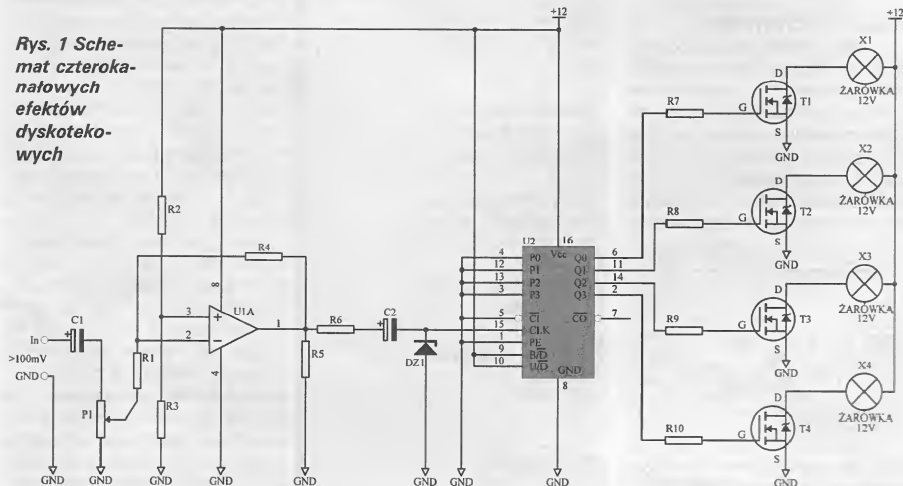 Rys. 1 Sche-
mat czteroka-
nałowych
efektów
dyskoteko-
wych
+12
+12
R2
R4
8
U1A
3
2
1
4
C1
In
>100mV
GND
P1
R1
R3
R5
R6
C2
DZ1
GND
GND
GND
GND
GND
GND
GND
U2
16
Vcc
4
P0
Q0
6
12
P1
Q1
11
13
P2
Q2
14
3
P3
Q3
2
5
CI
CO
7
15
CLK
1
PE
9
B/D
10
U/D
GND
8
GND
R7
G
D
S
T1
GND
X1
ŻARÓWKA
12V
R8
G
D
S
T2
GND
X2
ŻARÓWKA
12V
R9
G
D
S
T3
GND
X3
ŻARÓWKA
12V
R10
G
D
S
T4
GND
X4
ŻARÓWKA
12V